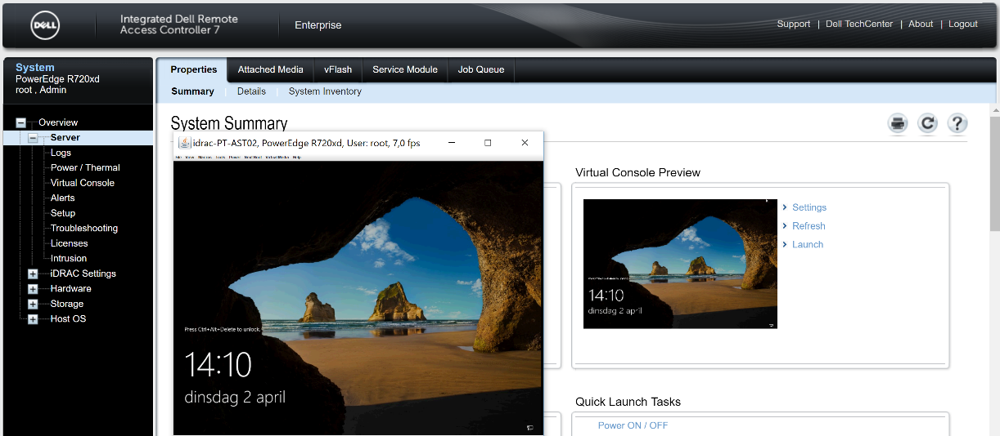 DELL
Integrated Dell Remote
Access Controller 7
Enterprise
Support | Dell TechCenter | About | Logout
System
PowerEdge R720xd
root , Admin
Overview
Server
Logs
Power / Thermal
Virtual Console
Alerts
Setup
Troubleshooting
Licenses
Intrusion
iDRAC Settings
Hardware
Storage
Host OS
Properties
Attached Media
vFlash
Service Module
Job Queue
Summary
Details
System Inventory
System Summary
idrac-PT-AST02, PowerEdge R720xd, User: root, 7,0 fps
File View Macros Tools Power Next Boot Virtual Media Help
Press Ctrl+Alt+Delete to unlock.
14:10
dinsdag 2 april
Virtual Console Preview
14:10
dinsdag 2 april
Settings
Refresh
Launch
Quick Launch Tasks
Power ON / OFF